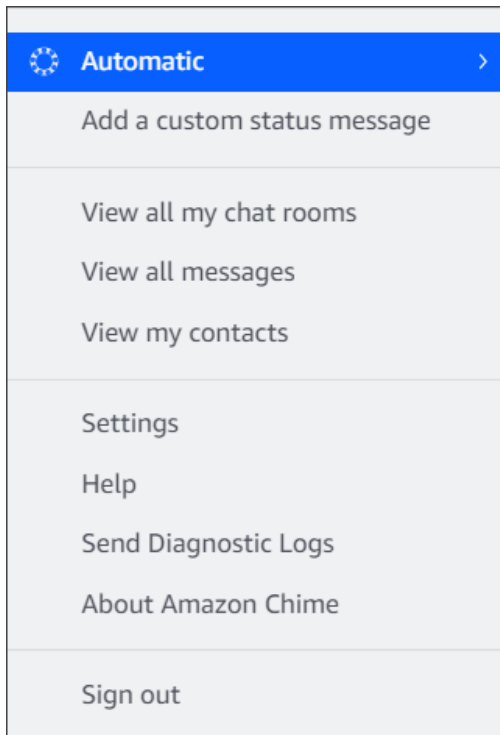 Automatic
Add a custom status message
View all my chat rooms
View all messages
View my contacts
Settings
Help
Send Diagnostic Logs
About Amazon Chime
Sign out